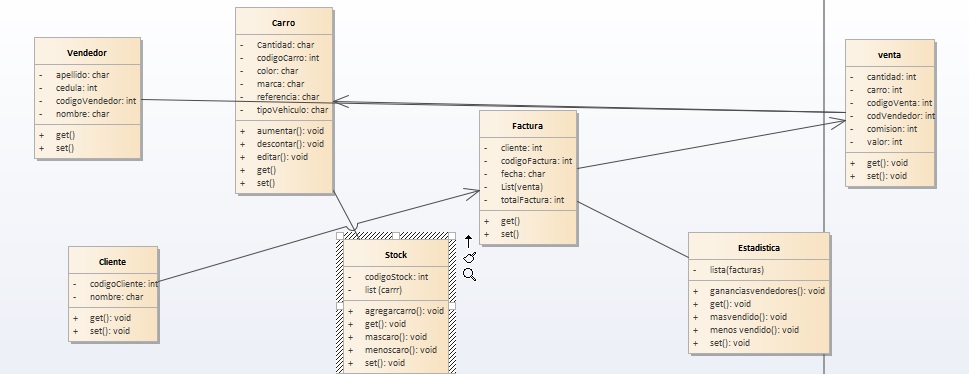 Vendedor
- apellido: char
- cedula: int
- codigoVendedor: int
- nombre: char
+ get()
+ set()
Carro
- Cantidad: char
- codigoCarro: int
- color: char
- marca: char
- referencia: char
- tipoVehiculo: char
+ aumentar(): void
+ descontar(): void
+ editar(): void
+ get()
+ set()
Factura
- cliente: int
- codigoFactura: int
- fecha: char
- List(venta)
- totalFactura: int
+ get()
+ set()
venta
- cantidad: int
- carro: int
- codigoVenta: int
- codVendedor: int
- comision: int
- valor: int
+ get(): void
+ set(): void
Cliente
- codigoCliente: int
- nombre: char
+ get(): void
+ set(): void
Stock
- codigoStock: int
- list (carrr)
+ agregarcarro(): void
+ get(): void
+ mascaro(): void
+ menoscaro(): void
+ set(): void
Estadistica
- lista(facturas)
+ gananciasvendedores(): void
+ get(): void
+ masvendido(): void
+ menos vendido(): void
+ set(): void